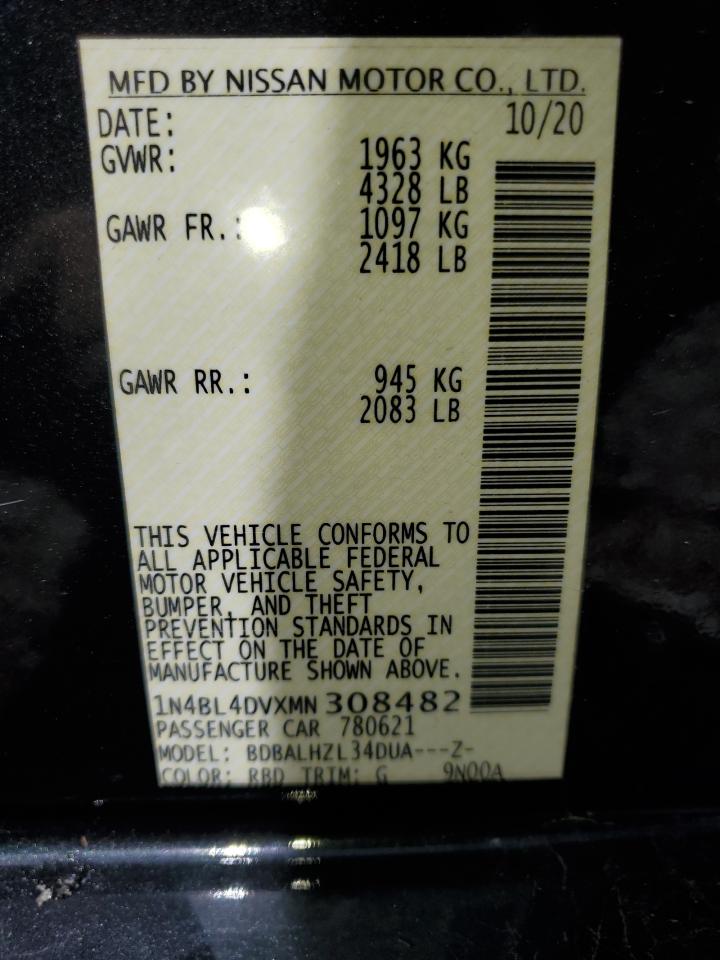 MFD BY NISSAN MOTOR CO., LTD.
DATE: 10/20
GVWR: 1963 KG
4328 LB
GAWR FR.: 1097 KG
2418 LB
GAWR RR.: 945 KG
2083 LB
THIS VEHICLE CONFORMS TO
ALL APPLICABLE FEDERAL
MOTOR VEHICLE SAFETY,
BUMPER, AND THEFT
PREVENTION STANDARDS IN
EFFECT ON THE DATE OF
MANUFACTURE SHOWN ABOVE.
1N4BL4DVXMN308482
PASSENGER CAR 780621
MODEL: BDBALHZL34DUA---Z-
COLOR: RBD TRIM: G 9N00A